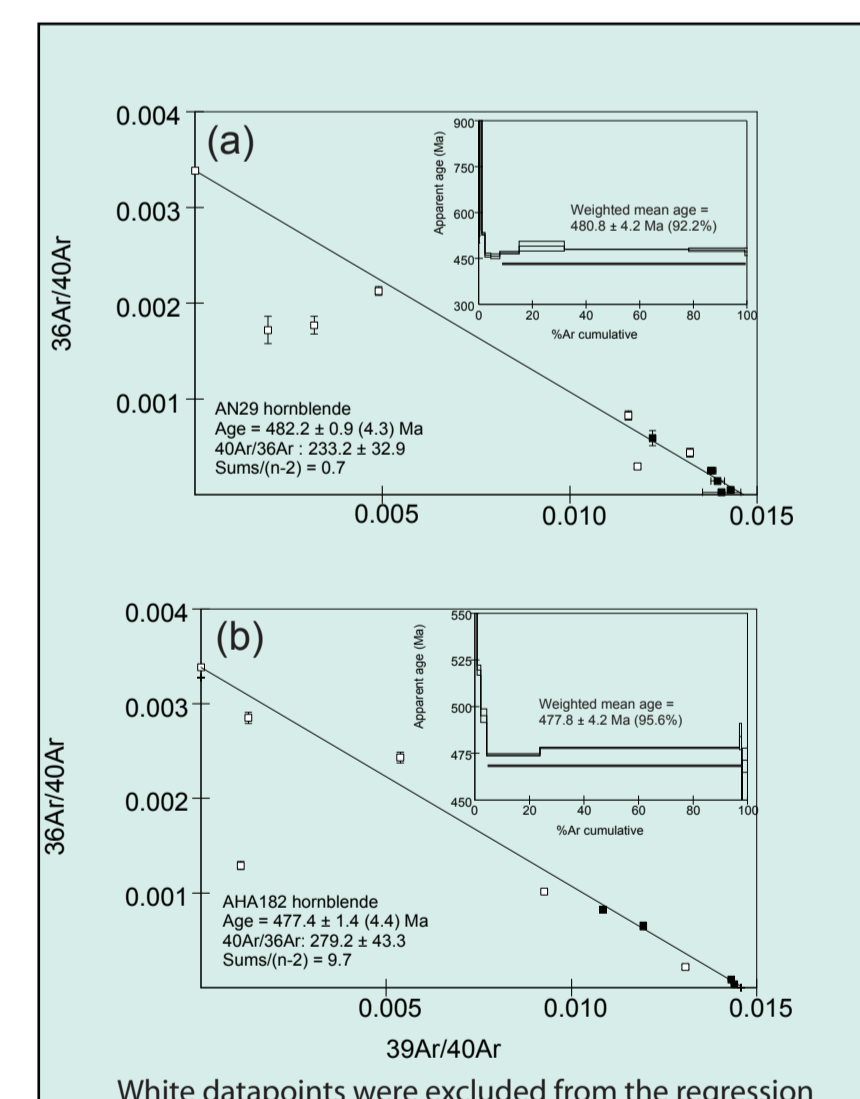 0.004
(a)
0.003
0.002
0.001
36Ar/40Ar
AN29 hornblende
Age = 482.2 ± 0.9 (4.3) Ma
40Ar/36Ar : 233.2 ± 32.9
Sums/(n-2) = 0.7
0.005
0.010
0.015
Apparent age (Ma)
900
750
600
450
300
Weighted mean age =
480.8 ± 4.2 Ma (92.2%)
0
20
40
60
80
100
%Ar cumulative
0.004
(b)
0.003
0.002
0.001
36Ar/40Ar
AHA182 hornblende
Age = 477.4 ± 1.4 (4.4) Ma
40Ar/36Ar: 279.2 ± 43.3
Sums/(n-2) = 9.7
0.005
0.010
0.015
39Ar/40Ar
Apparent age (Ma)
550
525
500
475
450
Weighted mean age =
477.8 ± 4.2 Ma (95.6%)
0
20
40
60
80
100
%Ar cumulative
White datapoints were excluded from the regression